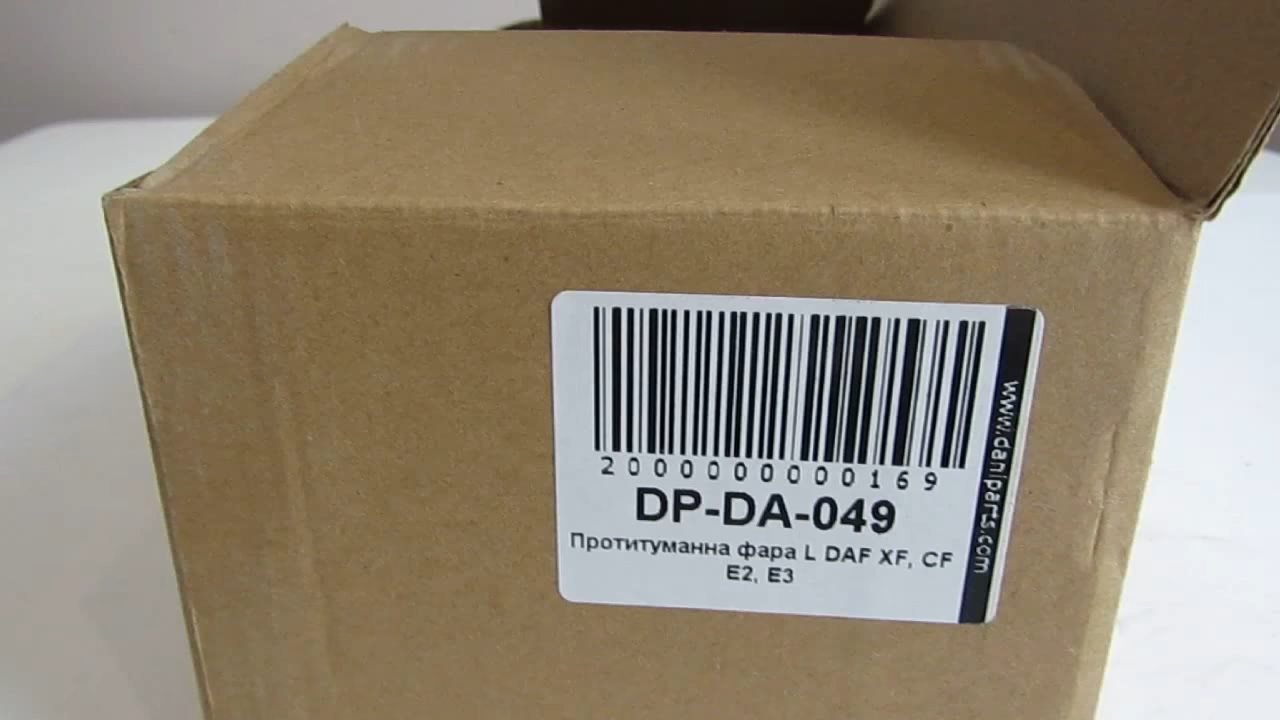 2000000000169
DP-DA-049
Протитуманна фара L DAF XF, CF
E2, E3
www.daniparts.com